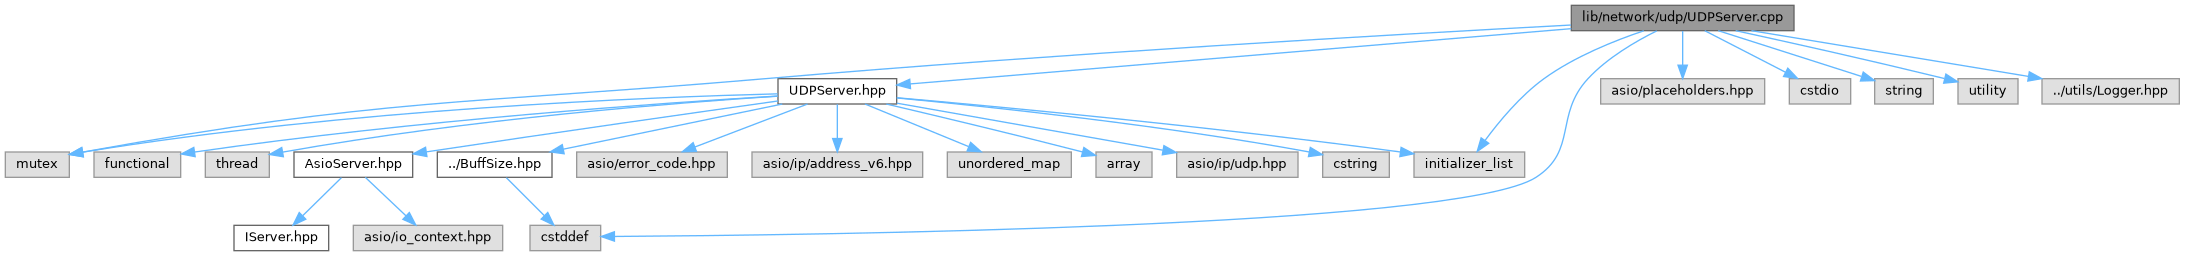 lib/network/udp/UDPServer.cpp
UDPServer.hpp
asio/placeholders.hpp
cstdio
string
utility
../utils/Logger.hpp
mutex
functional
thread
AsioServer.hpp
../BuffSize.hpp
asio/error_code.hpp
asio/ip/address_v6.hpp
unordered_map
array
asio/ip/udp.hpp
cstring
initializer_list
IServer.hpp
asio/io_context.hpp
cstddef